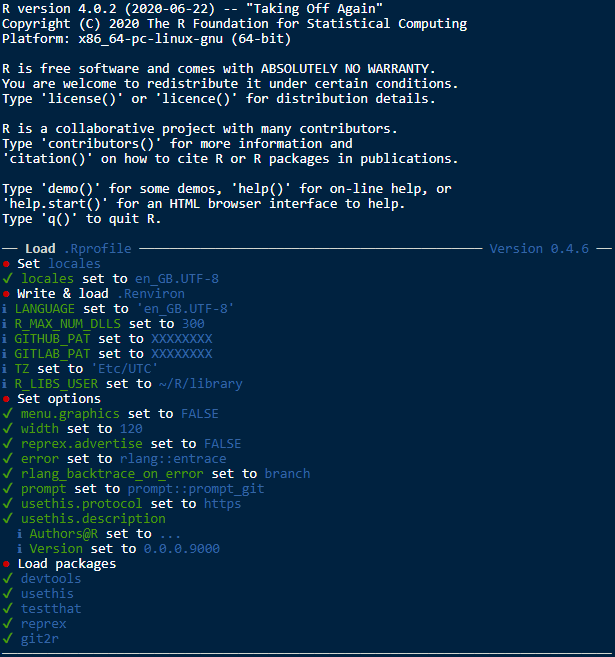 R version 4.0.2 (2020-06-22) -- "Taking Off Again"
Copyright (C) 2020 The R Foundation for Statistical Computing
Platform: x86_64-pc-linux-gnu (64-bit)
R is free software and comes with ABSOLUTELY NO WARRANTY.
You are welcome to redistribute it under certain conditions.
Type 'license()' or 'licence()' for distribution details.
R is a collaborative project with many contributors.
Type 'contributors()' for more information and
'citation()' on how to cite R or R packages in publications.
Type 'demo()' for some demos, 'help()' for on-line help, or
'help.start()' for an HTML browser interface to help.
Type 'q()' to quit R.
── Load .Rprofile ── Version 0.4.6 ──
● Set locales
✓ locales set to en_GB.UTF-8
● Write & load .Renviron
ℹ LANGUAGE set to 'en_GB.UTF-8'
ℹ R_MAX_NUM_DLLS set to 300
ℹ GITHUB_PAT set to XXXXXXXX
ℹ GITLAB_PAT set to XXXXXXXX
ℹ TZ set to 'Etc/UTC'
ℹ R_LIBS_USER set to ~/R/library
● Set options
✓ menu.graphics set to FALSE
✓ width set to 120
✓ reprex.advertise set to FALSE
✓ error set to rlang::entrace
✓ rlang_backtrace_on_error set to branch
✓ prompt set to prompt::prompt_git
✓ usethis.protocol set to https
✓ usethis.description
ℹ Authors@R set to ...
ℹ Version set to 0.0.0.9000
● Load packages
✓ devtools
✓ usethis
✓ testthat
✓ reprex
✓ git2r